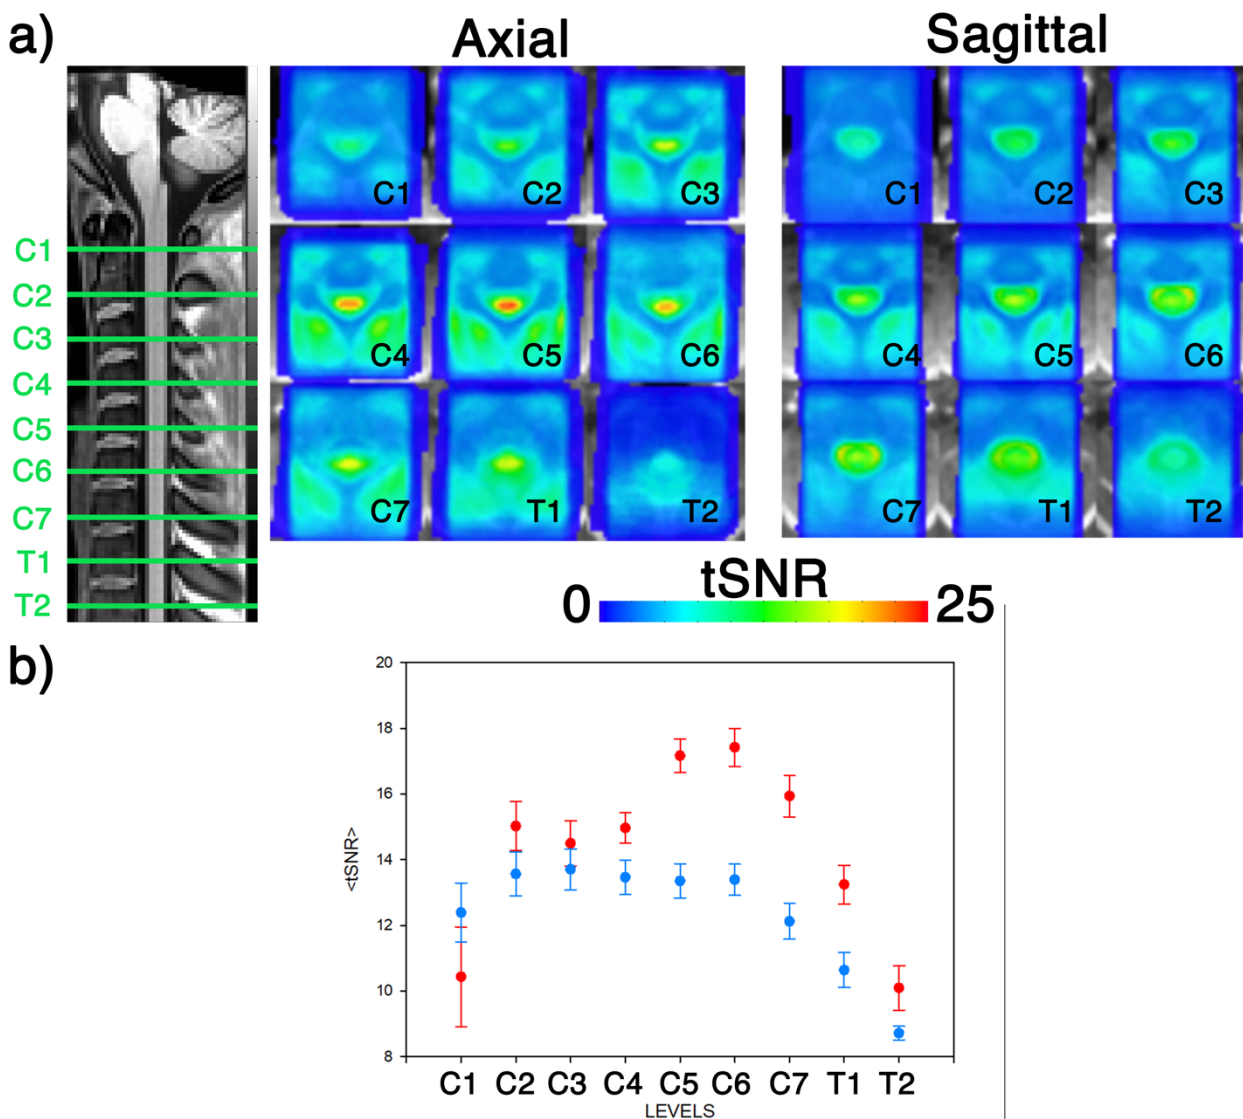 a)
Axial
Sagittal
C1
C2
C3
C4
C5
C6
C7
T1
T2
C1 C2 C3
C4 C5 C6
C7 T1 T2
C1 C2 C3
C4 C5 C6
C7 T1 T2
tSNR
0 25
b)
20
18
16
14
12
10
8
<tSNR>
C1 C2 C3 C4 C5 C6 C7 T1 T2
LEVELS